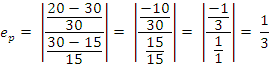 e_p = |((20 − 30)/30)/((30 − 15)/15)| = |(−10/30)/(15/15)| = |(−1/3)/(1/1)| = 1/3